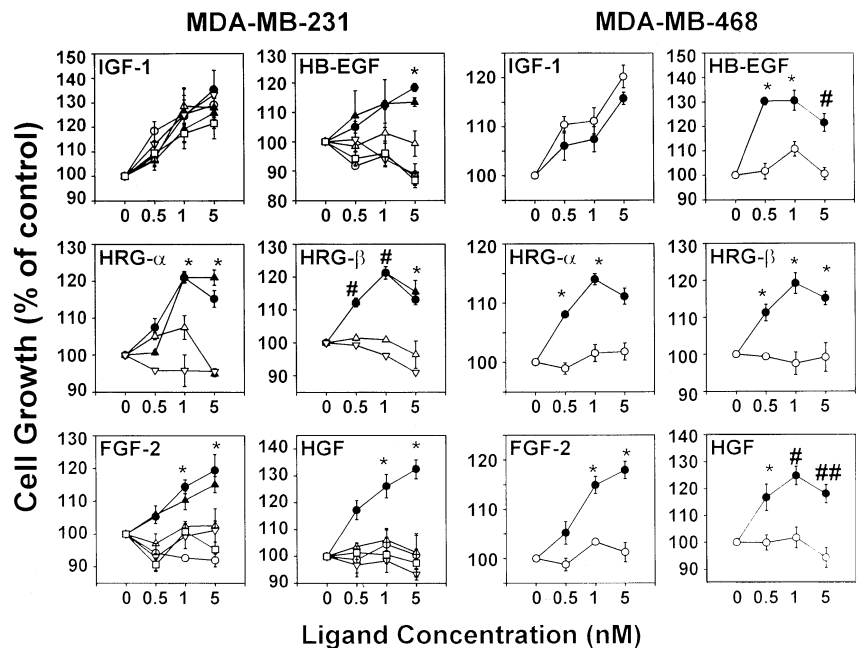 MDA-MB-231 MDA-MB-468
Cell Growth (% of control)
IGF-1
150
140
130
120
110
100
90
0 0.5 1 5
HB-EGF
*
130
120
110
100
90
80
0 0.5 1 5
IGF-1
120
110
100
0 0.5 1 5
HB-EGF
* * #
150
140
130
120
110
100
90
0 0.5 1 5
HRG-α
* *
130
120
110
100
90
0 0.5 1 5
HRG-β
# # *
130
120
110
100
90
0 0.5 1 5
HRG-α
* *
120
110
100
0 0.5 1 5
HRG-β
* * *
130
120
110
100
90
0 0.5 1 5
FGF-2
* *
130
120
110
100
90
0 0.5 1 5
HGF
* *
140
130
120
110
100
90
0 0.5 1 5
FGF-2
* *
120
110
100
0 0.5 1 5
HGF
* # ##
140
130
120
110
100
90
0 0.5 1 5
Ligand Concentration (nM)